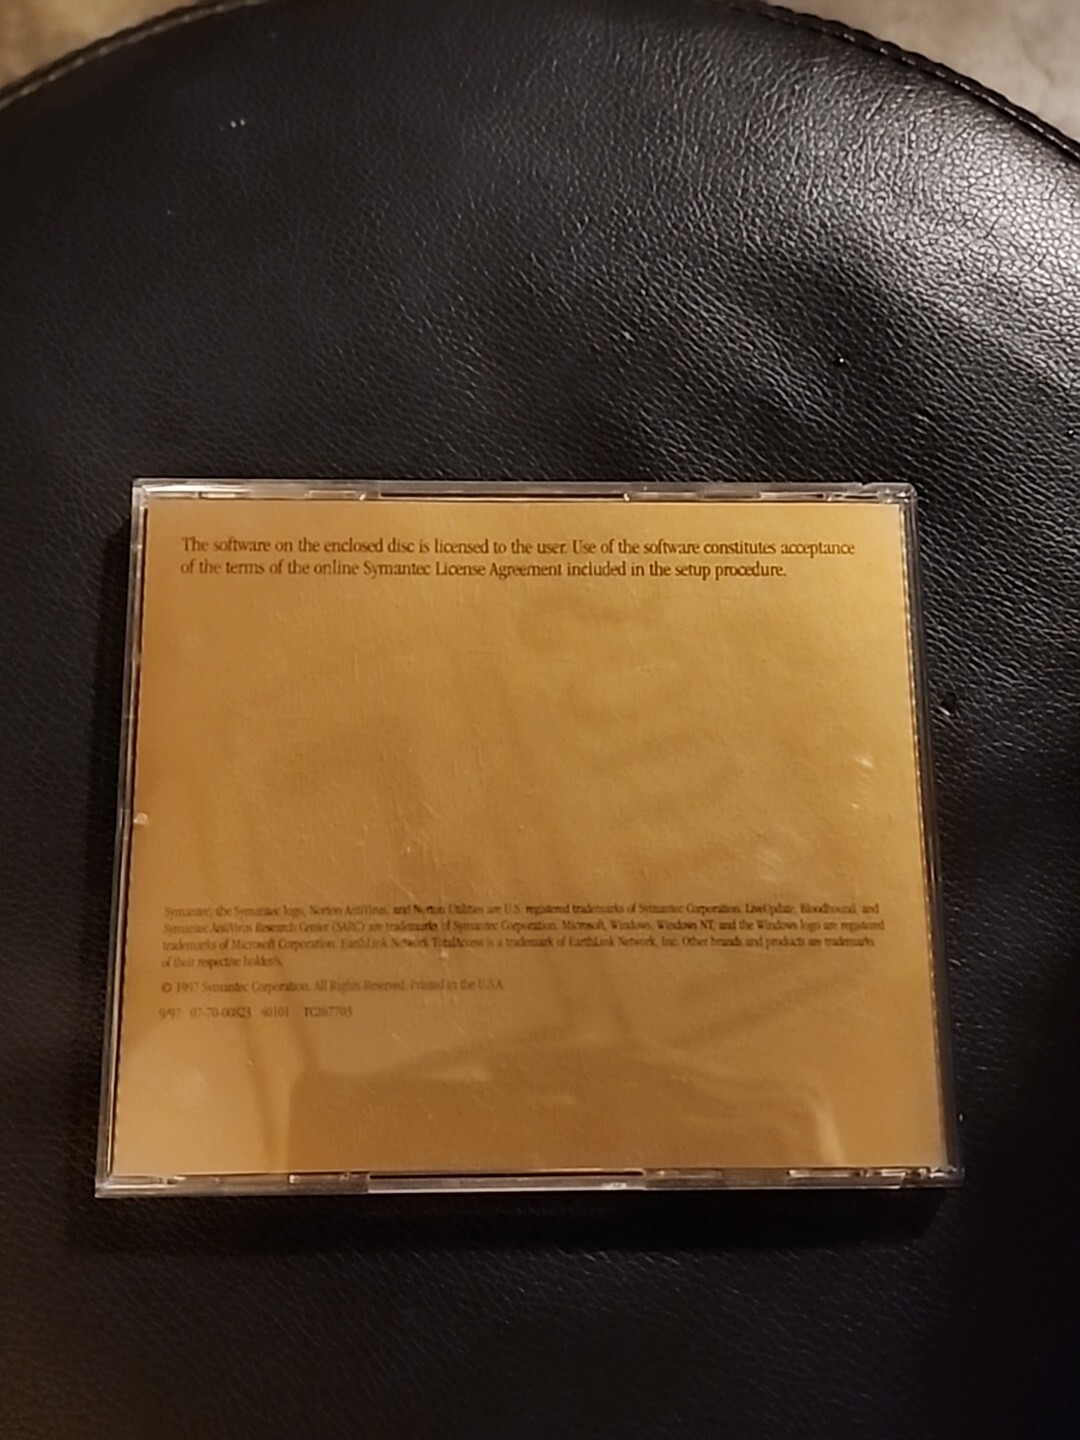 The software on the enclosed disc is licensed to the user. Use of the software constitutes acceptance
of the terms of the online Symantec License Agreement included in the setup procedure.
Symantec, the Symantec logo, Norton AntiVirus, and Norton Utilities are U.S. registered trademarks of Symantec Corporation. LiveUpdate, Bloodhound, and
Symantec AntiVirus Research Center (SARC) are trademarks of Symantec Corporation. Microsoft, Windows, Windows NT, and the Windows logo are registered
trademarks of Microsoft Corporation. EarthLink Network TotalAccess is a trademark of EarthLink Network, Inc. Other brands and products are trademarks
of their respective holder/s.
© 1997 Symantec Corporation. All Rights Reserved. Printed in the U.S.A.
9/97 07-70-00823 40101 TC267703